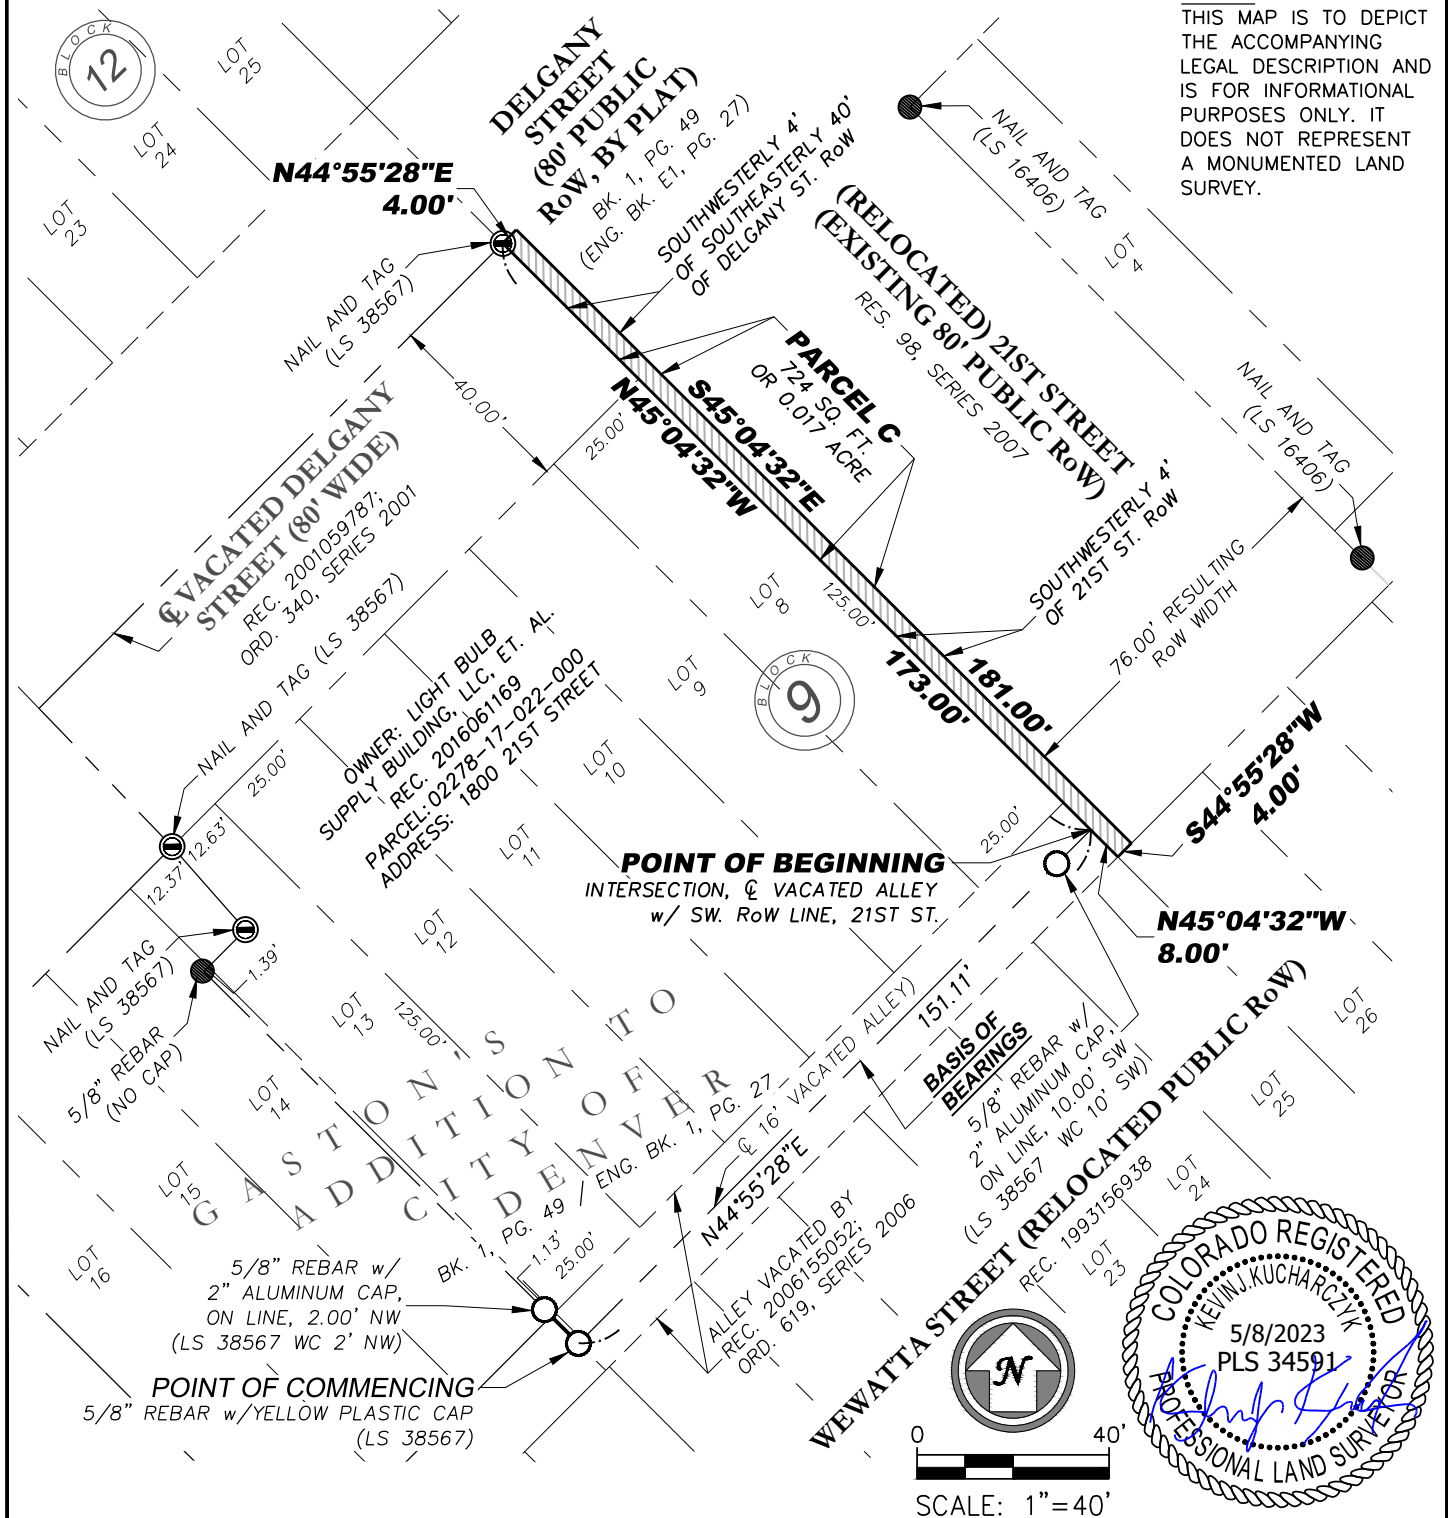 THIS MAP IS TO DEPICT
THE ACCOMPANYING
LEGAL DESCRIPTION AND
IS FOR INFORMATIONAL
PURPOSES ONLY. IT
DOES NOT REPRESENT
A MONUMENTED LAND
SURVEY.
BLOCK
12
LOT
25
LOT
24
LOT
23
DELGANY
STREET
(80' PUBLIC
RoW, BY PLAT)
BK. 1, PG. 49
(ENG. BK. E1, PG. 27)
N44°55'28"E
4.00'
SOUTHWESTERLY 4'
OF SOUTHEASTERLY 40'
OF DELGANY ST. RoW
NAIL AND TAG
(LS 16406)
LOT
4
(RELOCATED) 21ST STREET
(EXISTING 80' PUBLIC RoW)
RES. 98, SERIES 2007
NAIL AND TAG
(LS 38567)
PARCEL C
724 SQ. FT.
OR 0.017 ACRE
S45°04'32"E
N45°04'32"W
40.00'
25.00'
NAIL AND TAG
(LS 16406)
℄ VACATED DELGANY
STREET (80' WIDE)
REC. 2001059787;
ORD. 340, SERIES 2001
SOUTHWESTERLY 4'
OF 21ST ST. RoW
76.00' RESULTING
RoW WIDTH
NAIL AND TAG (LS 38567)
LOT
8
125.00'
BLOCK
9
181.00'
173.00'
LOT
9
OWNER: LIGHT BULB
SUPPLY BUILDING, LLC, ET. AL.
REC. 2016061169
PARCEL: 02278-17-022-000
ADDRESS: 1800 21ST STREET
LOT
10
25.00'
12.63'
12.37'
LOT
11
S44°55'28"W
4.00'
25.00'
POINT OF BEGINNING
INTERSECTION, ℄ VACATED ALLEY
w/ SW. RoW LINE, 21ST ST.
N45°04'32"W
8.00'
LOT
12
NAIL AND TAG
(LS 38567)
1.39'
5/8" REBAR
(NO CAP)
LOT
13
125.00'
LOT
14
LOT
15
LOT
16
GASTON'S
ADDITION TO
CITY OF
DENVER
BK. 1, PG. 49 / ENG. BK. 1, PG. 27
℄ 16' VACATED ALLEY)
151.11'
N44°55'28"E
BASIS OF
BEARINGS
5/8" REBAR w/
2" ALUMINUM CAP,
ON LINE, 10.00' SW
(LS 38567 WC 10' SW)
LOT
26
LOT
25
LOT
24
LOT
23
WEWATTA STREET (RELOCATED PUBLIC RoW)
REC. 1993156938
ALLEY VACATED BY
REC. 2006155052;
ORD. 619, SERIES 2006
1.13'
25.00'
5/8" REBAR w/
2" ALUMINUM CAP,
ON LINE, 2.00' NW
(LS 38567 WC 2' NW)
POINT OF COMMENCING
5/8" REBAR w/YELLOW PLASTIC CAP
(LS 38567)
N
0 40'
SCALE: 1"=40'
COLORADO REGISTERED
KEVIN J. KUCHARCZYK
5/8/2023
PLS 34591
PROFESSIONAL LAND SURVEYOR